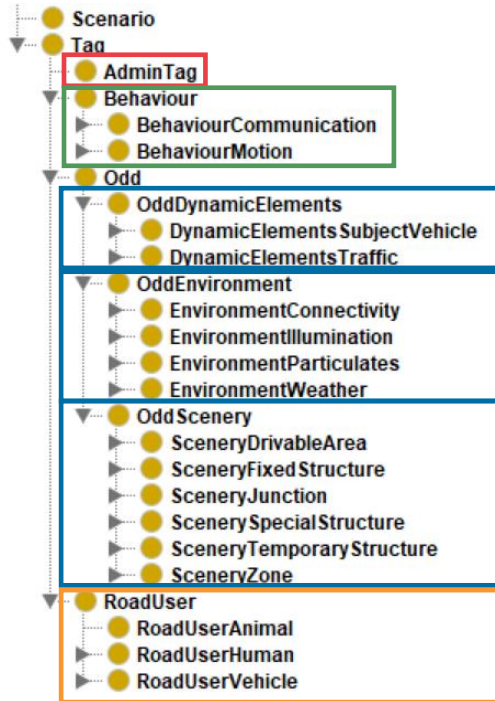 Scenario
Tag
AdminTag
Behaviour
BehaviourCommunication
BehaviourMotion
Odd
OddDynamicElements
DynamicElementsSubjectVehicle
DynamicElementsTraffic
OddEnvironment
EnvironmentConnectivity
EnvironmentIllumination
EnvironmentParticulates
EnvironmentWeather
OddScenery
SceneryDrivableArea
SceneryFixedStructure
SceneryJunction
ScenerySpecialStructure
SceneryTemporaryStructure
SceneryZone
RoadUser
RoadUserAnimal
RoadUserHuman
RoadUserVehicle